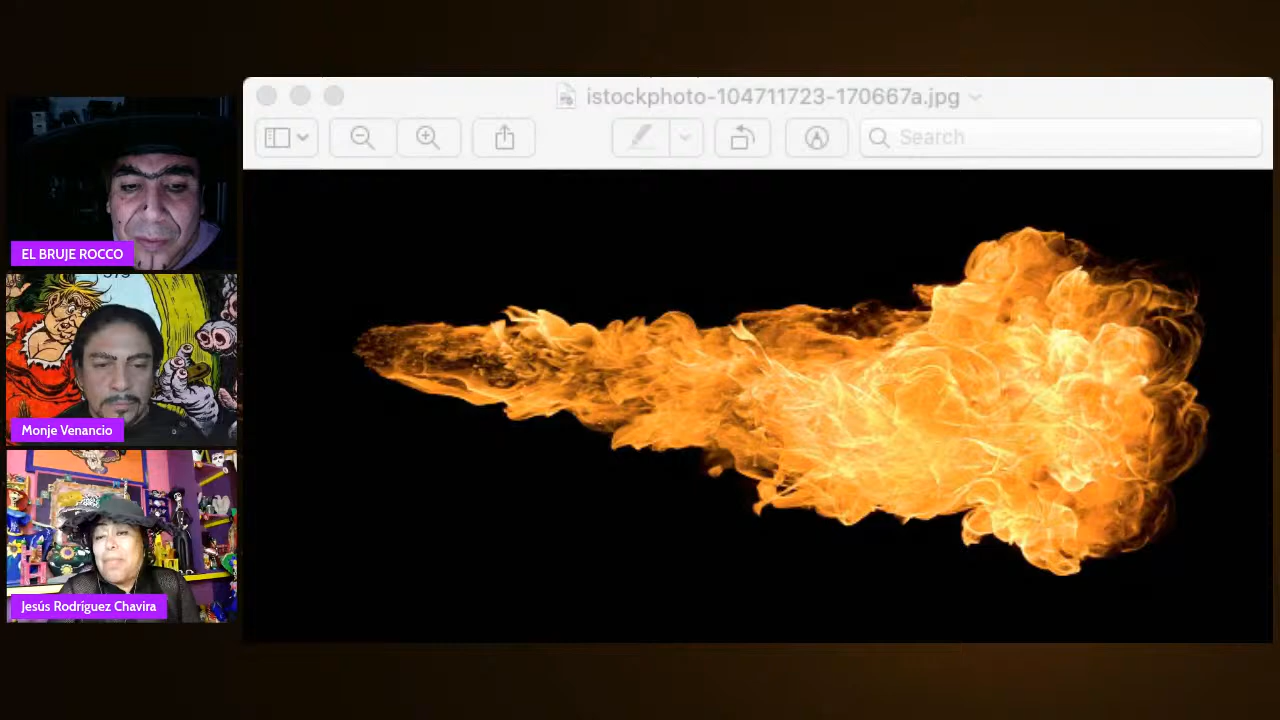 istockphoto-104711723-170667a.jpg
Search
EL BRUJE ROCCO
Monje Venancio
Jesús Rodríguez Chavira